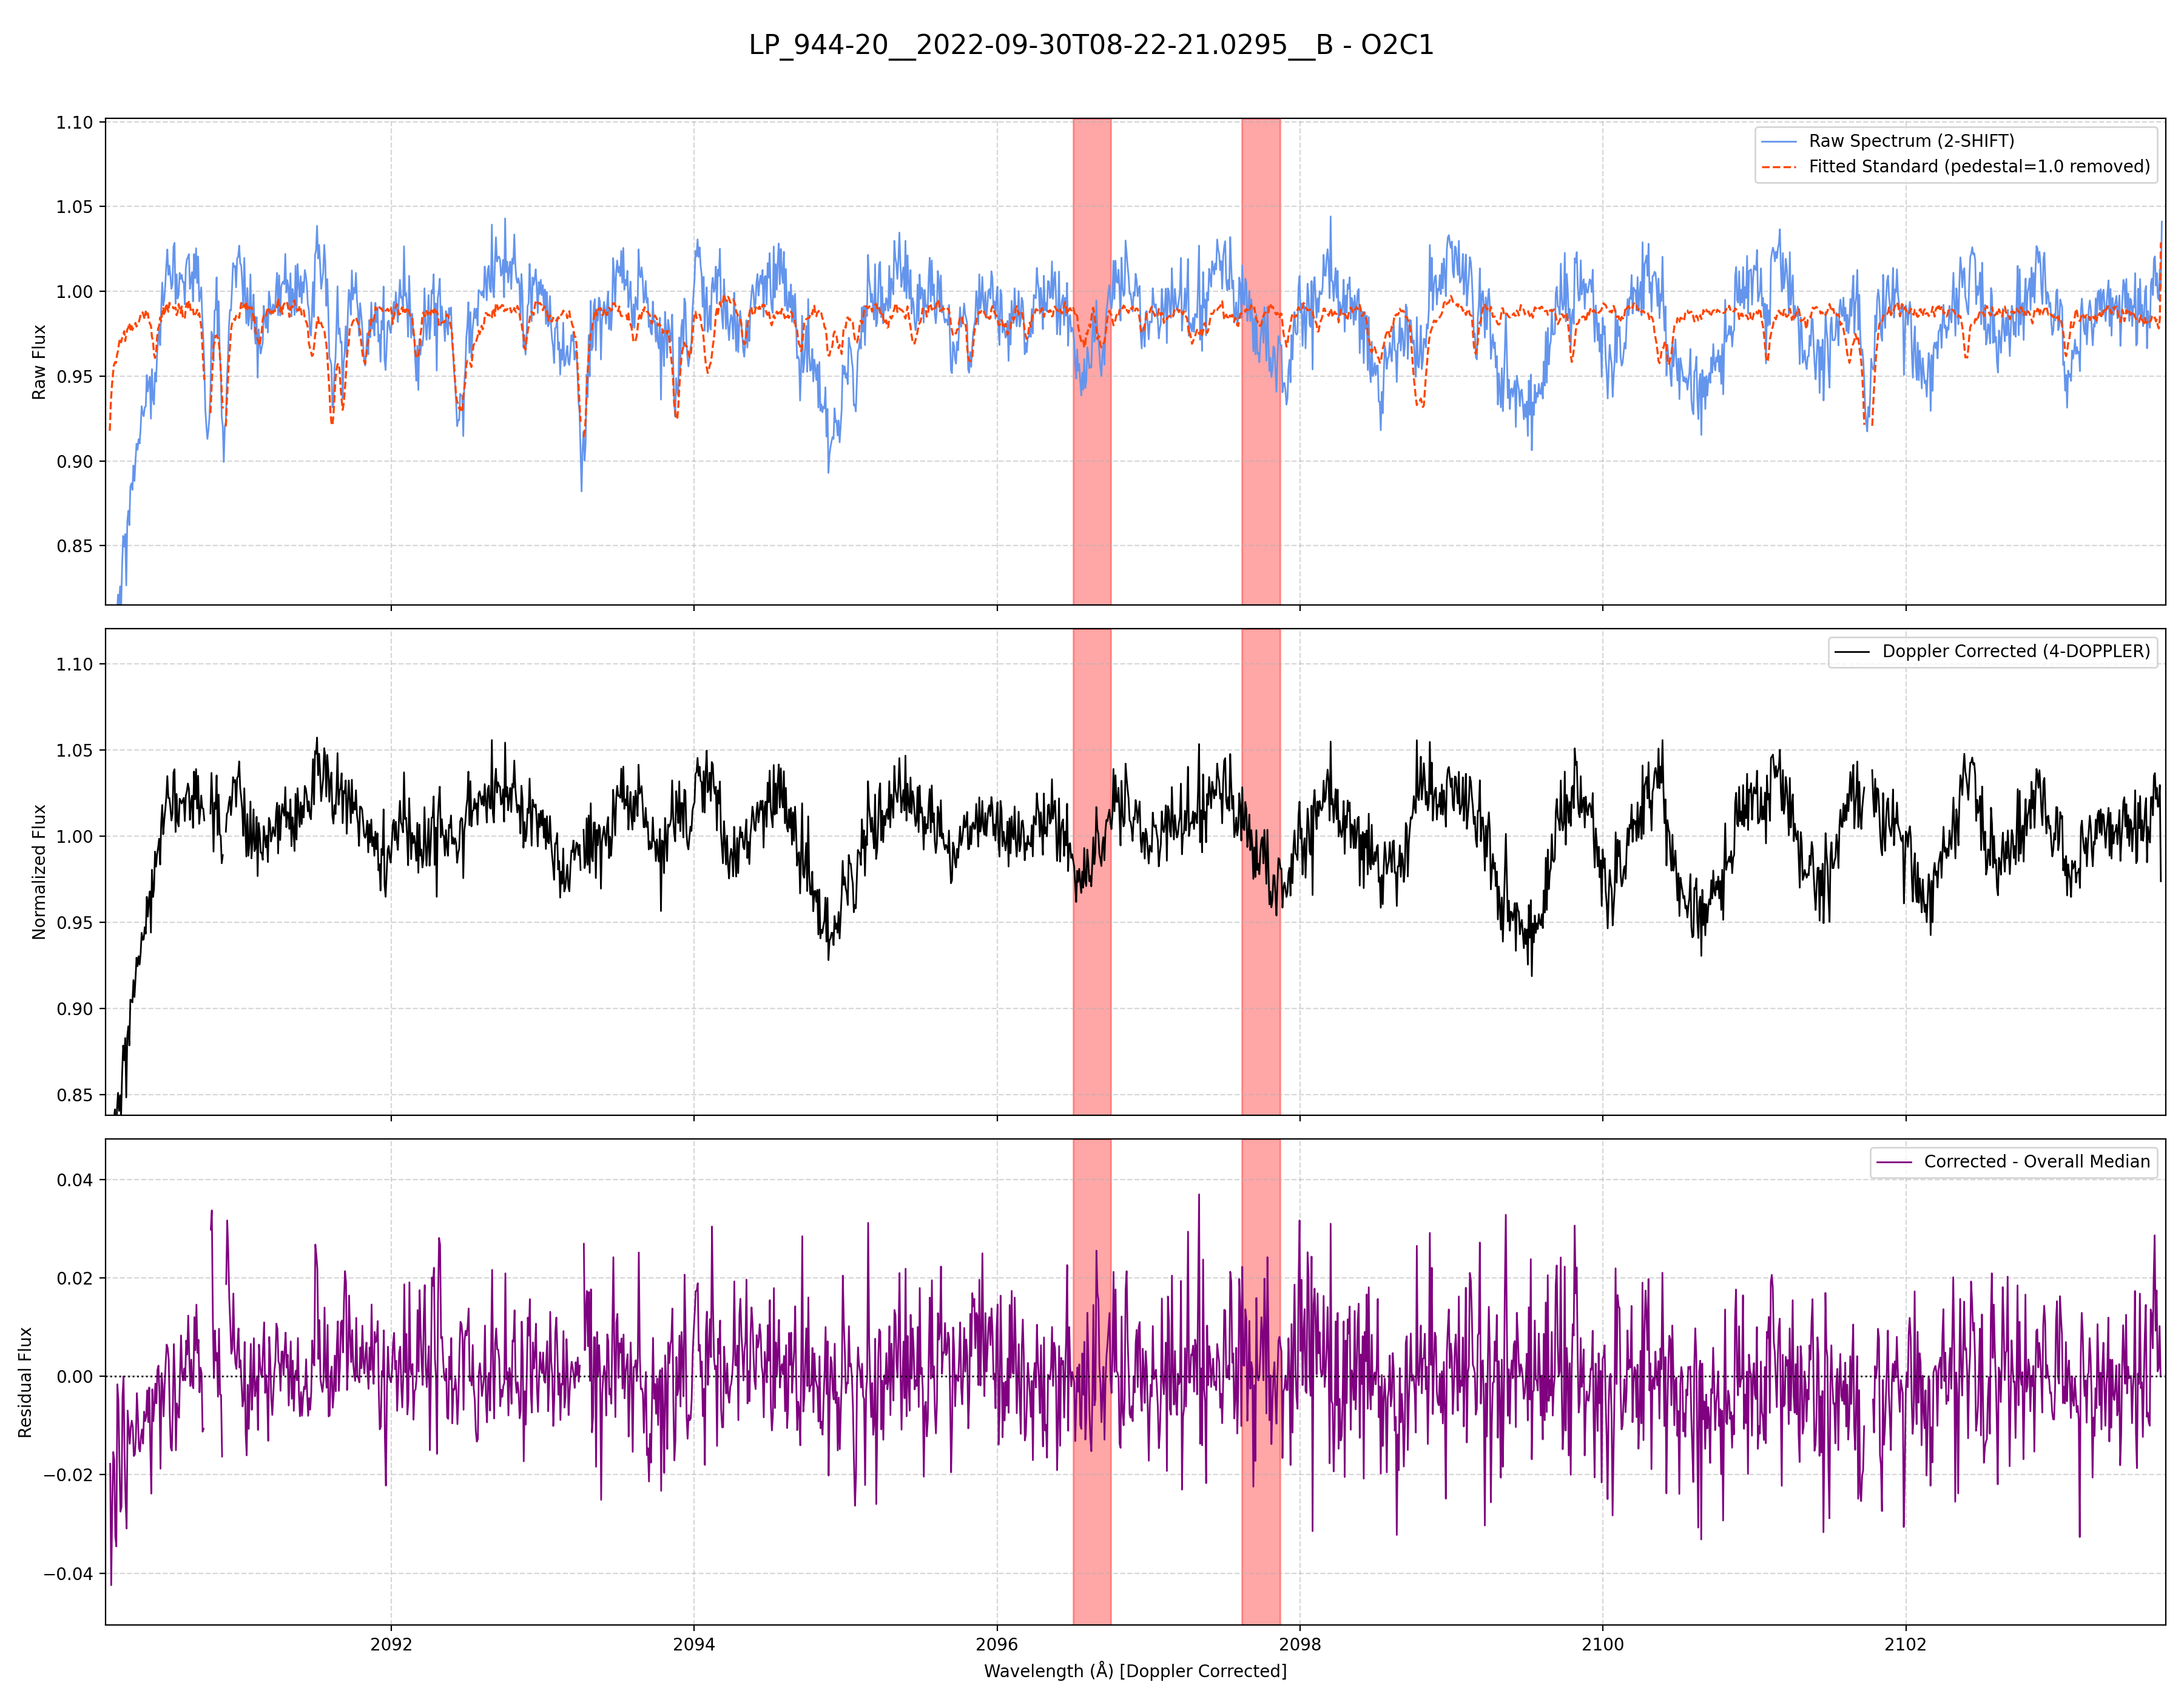 LP_944-20__2022-09-30T08-22-21.0295__B - O2C1
1.10
1.05
1.00
0.95
0.90
0.85
Raw Flux
Raw Spectrum (2-SHIFT)
Fitted Standard (pedestal=1.0 removed)
1.10
1.05
1.00
0.95
0.90
0.85
Normalized Flux
Doppler Corrected (4-DOPPLER)
0.04
0.02
0.00
−0.02
−0.04
Residual Flux
Corrected - Overall Median
2092 2094 2096 2098 2100 2102
Wavelength (Å) [Doppler Corrected]